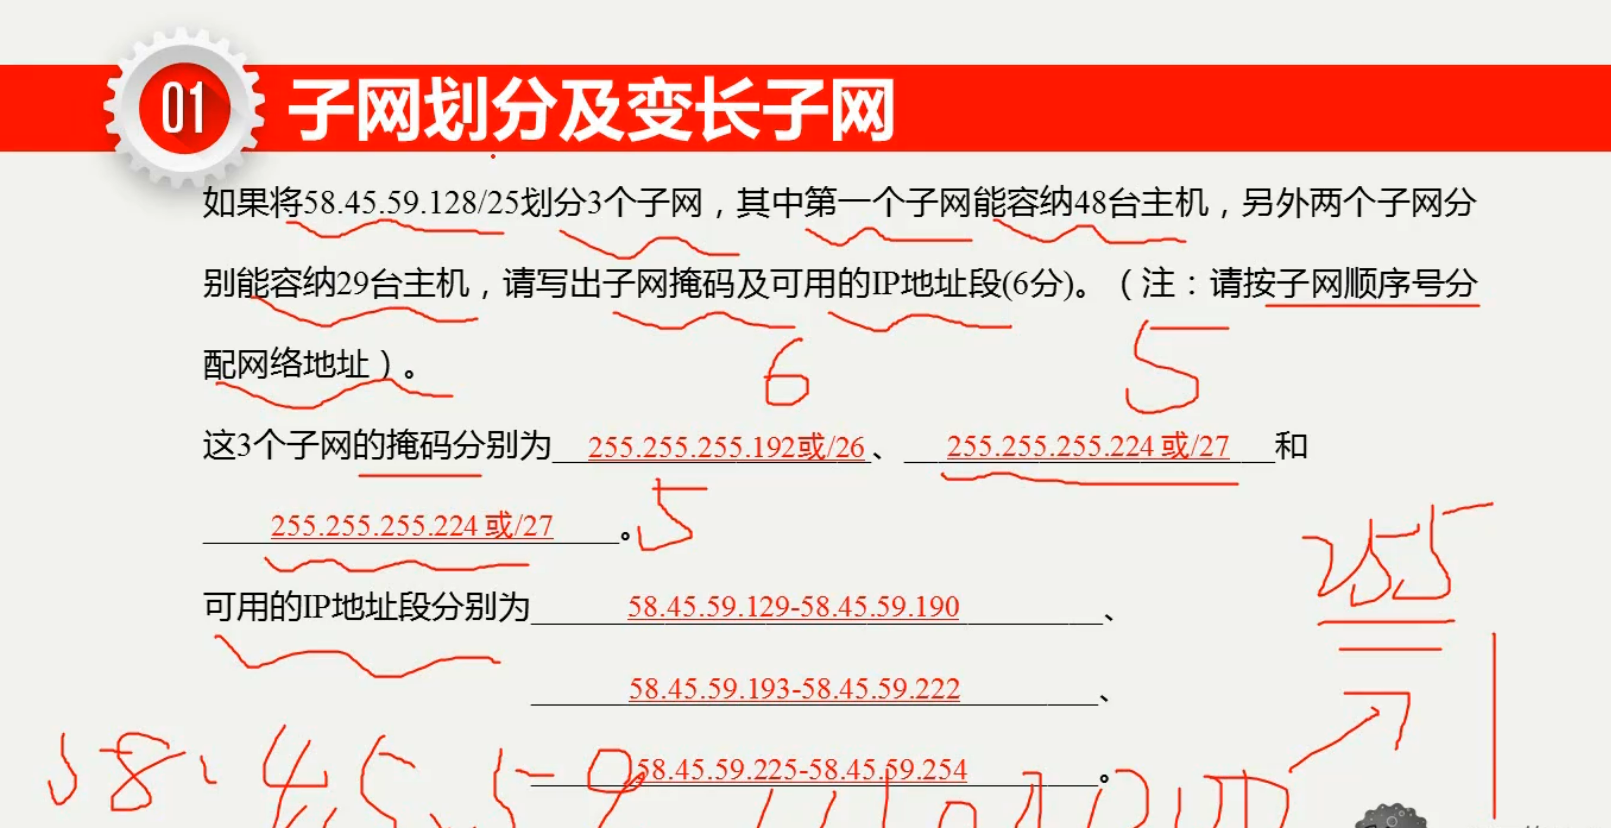 01 子网划分及变长子网
如果将58.45.59.128/25划分3个子网，其中第一个子网能容纳48台主机，另外两个子网分
别能容纳29台主机，请写出子网掩码及可用的IP地址段(6分)。（注：请按子网顺序号分
配网络地址）。
6 5
这3个子网的掩码分别为 255.255.255.192或/26、 255.255.255.224 或/27 和
255.255.255.224 或/27 。5
255
可用的IP地址段分别为 58.45.59.129-58.45.59.190 、
58.45.59.193-58.45.59.222 、
58.45.59.225-58.45.59.254 。
58.45.59